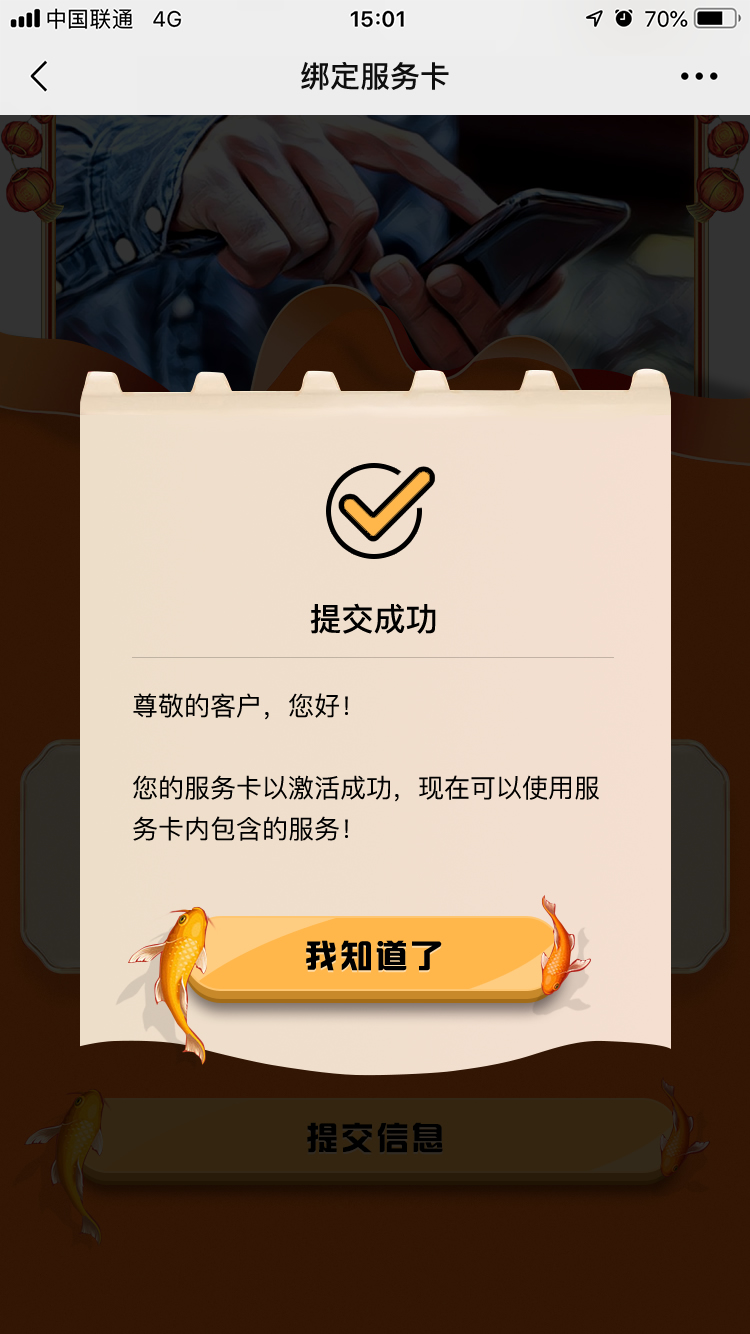 中国联通 4G 15:01 70%
绑定服务卡
提交成功
尊敬的客户，您好！
您的服务卡以激活成功，现在可以使用服
务卡内包含的服务！
我知道了
提交信息